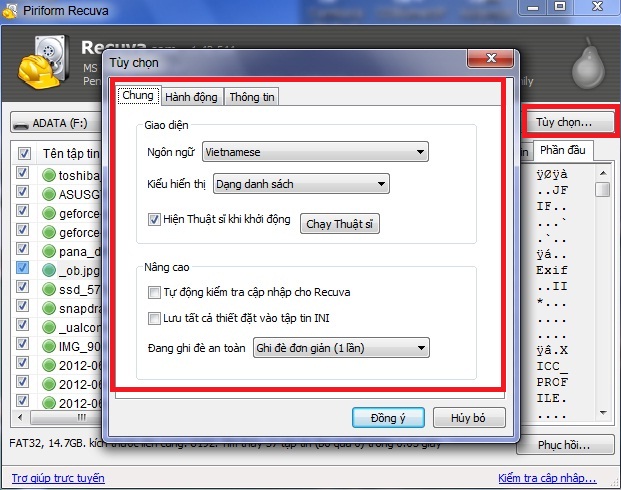 Piriform Recuva
Recuva
MS
Pen
Tùy chọn
Chung
Hành động
Thông tin
Giao diện
Ngôn ngữ
Vietnamese
Kiểu hiển thị
Dạng danh sách
Hiện Thuật sĩ khi khởi động
Chạy Thuật sĩ
Nâng cao
Tự động kiểm tra cập nhập cho Recuva
Lưu tất cả thiết đặt vào tập tin INI
Đang ghi đè an toàn
Ghi đè đơn giản (1 lần)
Đồng ý
Hủy bỏ
ADATA (F:)
Tùy chọn...
Phần đầu
Tên tập tin
toshiba
ASUSG
geforce
geforce
pana_d
_ob.jpg
ssd_57
snapdra
_ualcon
IMG_90
2012-06
2012-06
2012-06
ÿØÿà
..JF
IF..
...`
.`..
ÿá..
Exif
..II
*...
....
....
ÿâ.X
ICC_
PROF
ILE.
....
FAT32, 14.7GB.
Phục hồi...
Trợ giúp trực tuyến
Kiểm tra cập nhập...